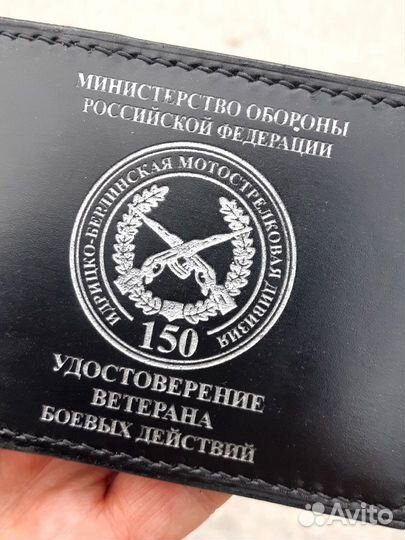 МИНИСТЕРСТВО ОБОРОНЫ
РОССИЙСКОЙ ФЕДЕРАЦИИ
ИДРИЦКО-БЕРЛИНСКАЯ МОТОСТРЕЛКОВАЯ ДИВИЗИЯ
150
УДОСТОВЕРЕНИЕ
ВЕТЕРАНА
БОЕВЫХ ДЕЙСТВИЙ
Avito